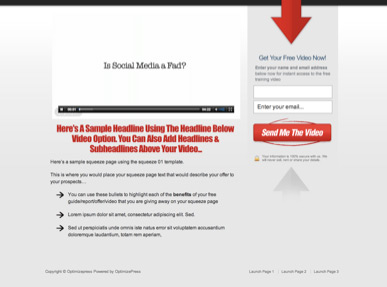 Is Social Media a Fad?
Here's A Sample Headline Using The Headline Below
Video Option. You Can Also Add Headlines &
Subheadlines Above Your Video...
Here's a sample squeeze page using the squeeze 01 template.
This is where you would place your squeeze page text that would describe your offer to
your prospects...
You can use these bullets to highlight each of the benefits of your free
guide/report/offer/video that you are giving away on your squeeze page
Lorem ipsum dolor sit amet, consectetur adipiscing elit. Sed.
Sed ut perspiciatis unde omnis iste natus error sit voluptatem accusantium
doloremque laudantium, totam rem aperiam,
Get Your Free Video Now!
Enter your name and email address
below now for instant access to the free
training video
Enter your email...
Send Me The Video
Your information is 100% secure with us. We
will never sell, rent or share your details.
Copyright © Optimizepress Powered by OptimizePress
Launch Page 1 | Launch Page 2 | Launch Page 3